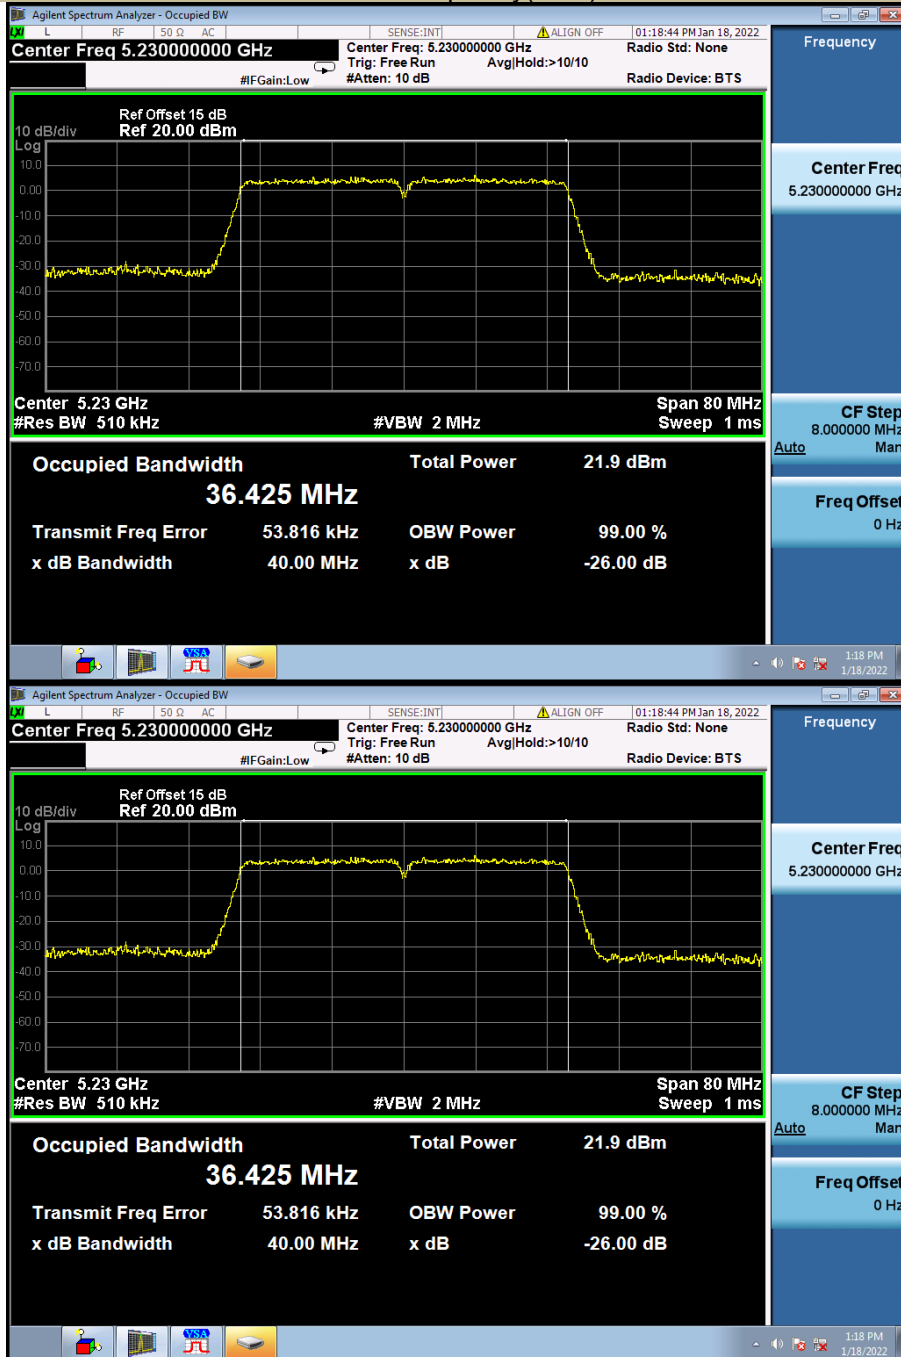 Agilent Spectrum Analyzer - Occupied BW
LXI L RF 50 Ω AC SENSE:INT ALIGN OFF 01:18:44 PM Jan 18, 2022
Center Freq 5.230000000 GHz
Center Freq: 5.230000000 GHz Radio Std: None
Trig: Free Run Avg|Hold:>10/10
#IFGain:Low #Atten: 10 dB Radio Device: BTS
Frequency
Ref Offset 15 dB
10 dB/div Ref 20.00 dBm
Log
10.0
0.00
-10.0
-20.0
-30.0
-40.0
-50.0
-60.0
-70.0
Center 5.23 GHz Span 80 MHz
#Res BW 510 kHz #VBW 2 MHz Sweep 1 ms
Center Freq
5.230000000 GHz
CF Step
8.000000 MHz
Auto Man
Freq Offset
0 Hz
Occupied Bandwidth Total Power 21.9 dBm
36.425 MHz
Transmit Freq Error 53.816 kHz OBW Power 99.00 %
x dB Bandwidth 40.00 MHz x dB -26.00 dB
VSA
1:18 PM
1/18/2022
Agilent Spectrum Analyzer - Occupied BW
LXI L RF 50 Ω AC SENSE:INT ALIGN OFF 01:18:44 PM Jan 18, 2022
Center Freq 5.230000000 GHz
Center Freq: 5.230000000 GHz Radio Std: None
Trig: Free Run Avg|Hold:>10/10
#IFGain:Low #Atten: 10 dB Radio Device: BTS
Frequency
Ref Offset 15 dB
10 dB/div Ref 20.00 dBm
Log
10.0
0.00
-10.0
-20.0
-30.0
-40.0
-50.0
-60.0
-70.0
Center 5.23 GHz Span 80 MHz
#Res BW 510 kHz #VBW 2 MHz Sweep 1 ms
Center Freq
5.230000000 GHz
CF Step
8.000000 MHz
Auto Man
Freq Offset
0 Hz
Occupied Bandwidth Total Power 21.9 dBm
36.425 MHz
Transmit Freq Error 53.816 kHz OBW Power 99.00 %
x dB Bandwidth 40.00 MHz x dB -26.00 dB
VSA
1:18 PM
1/18/2022